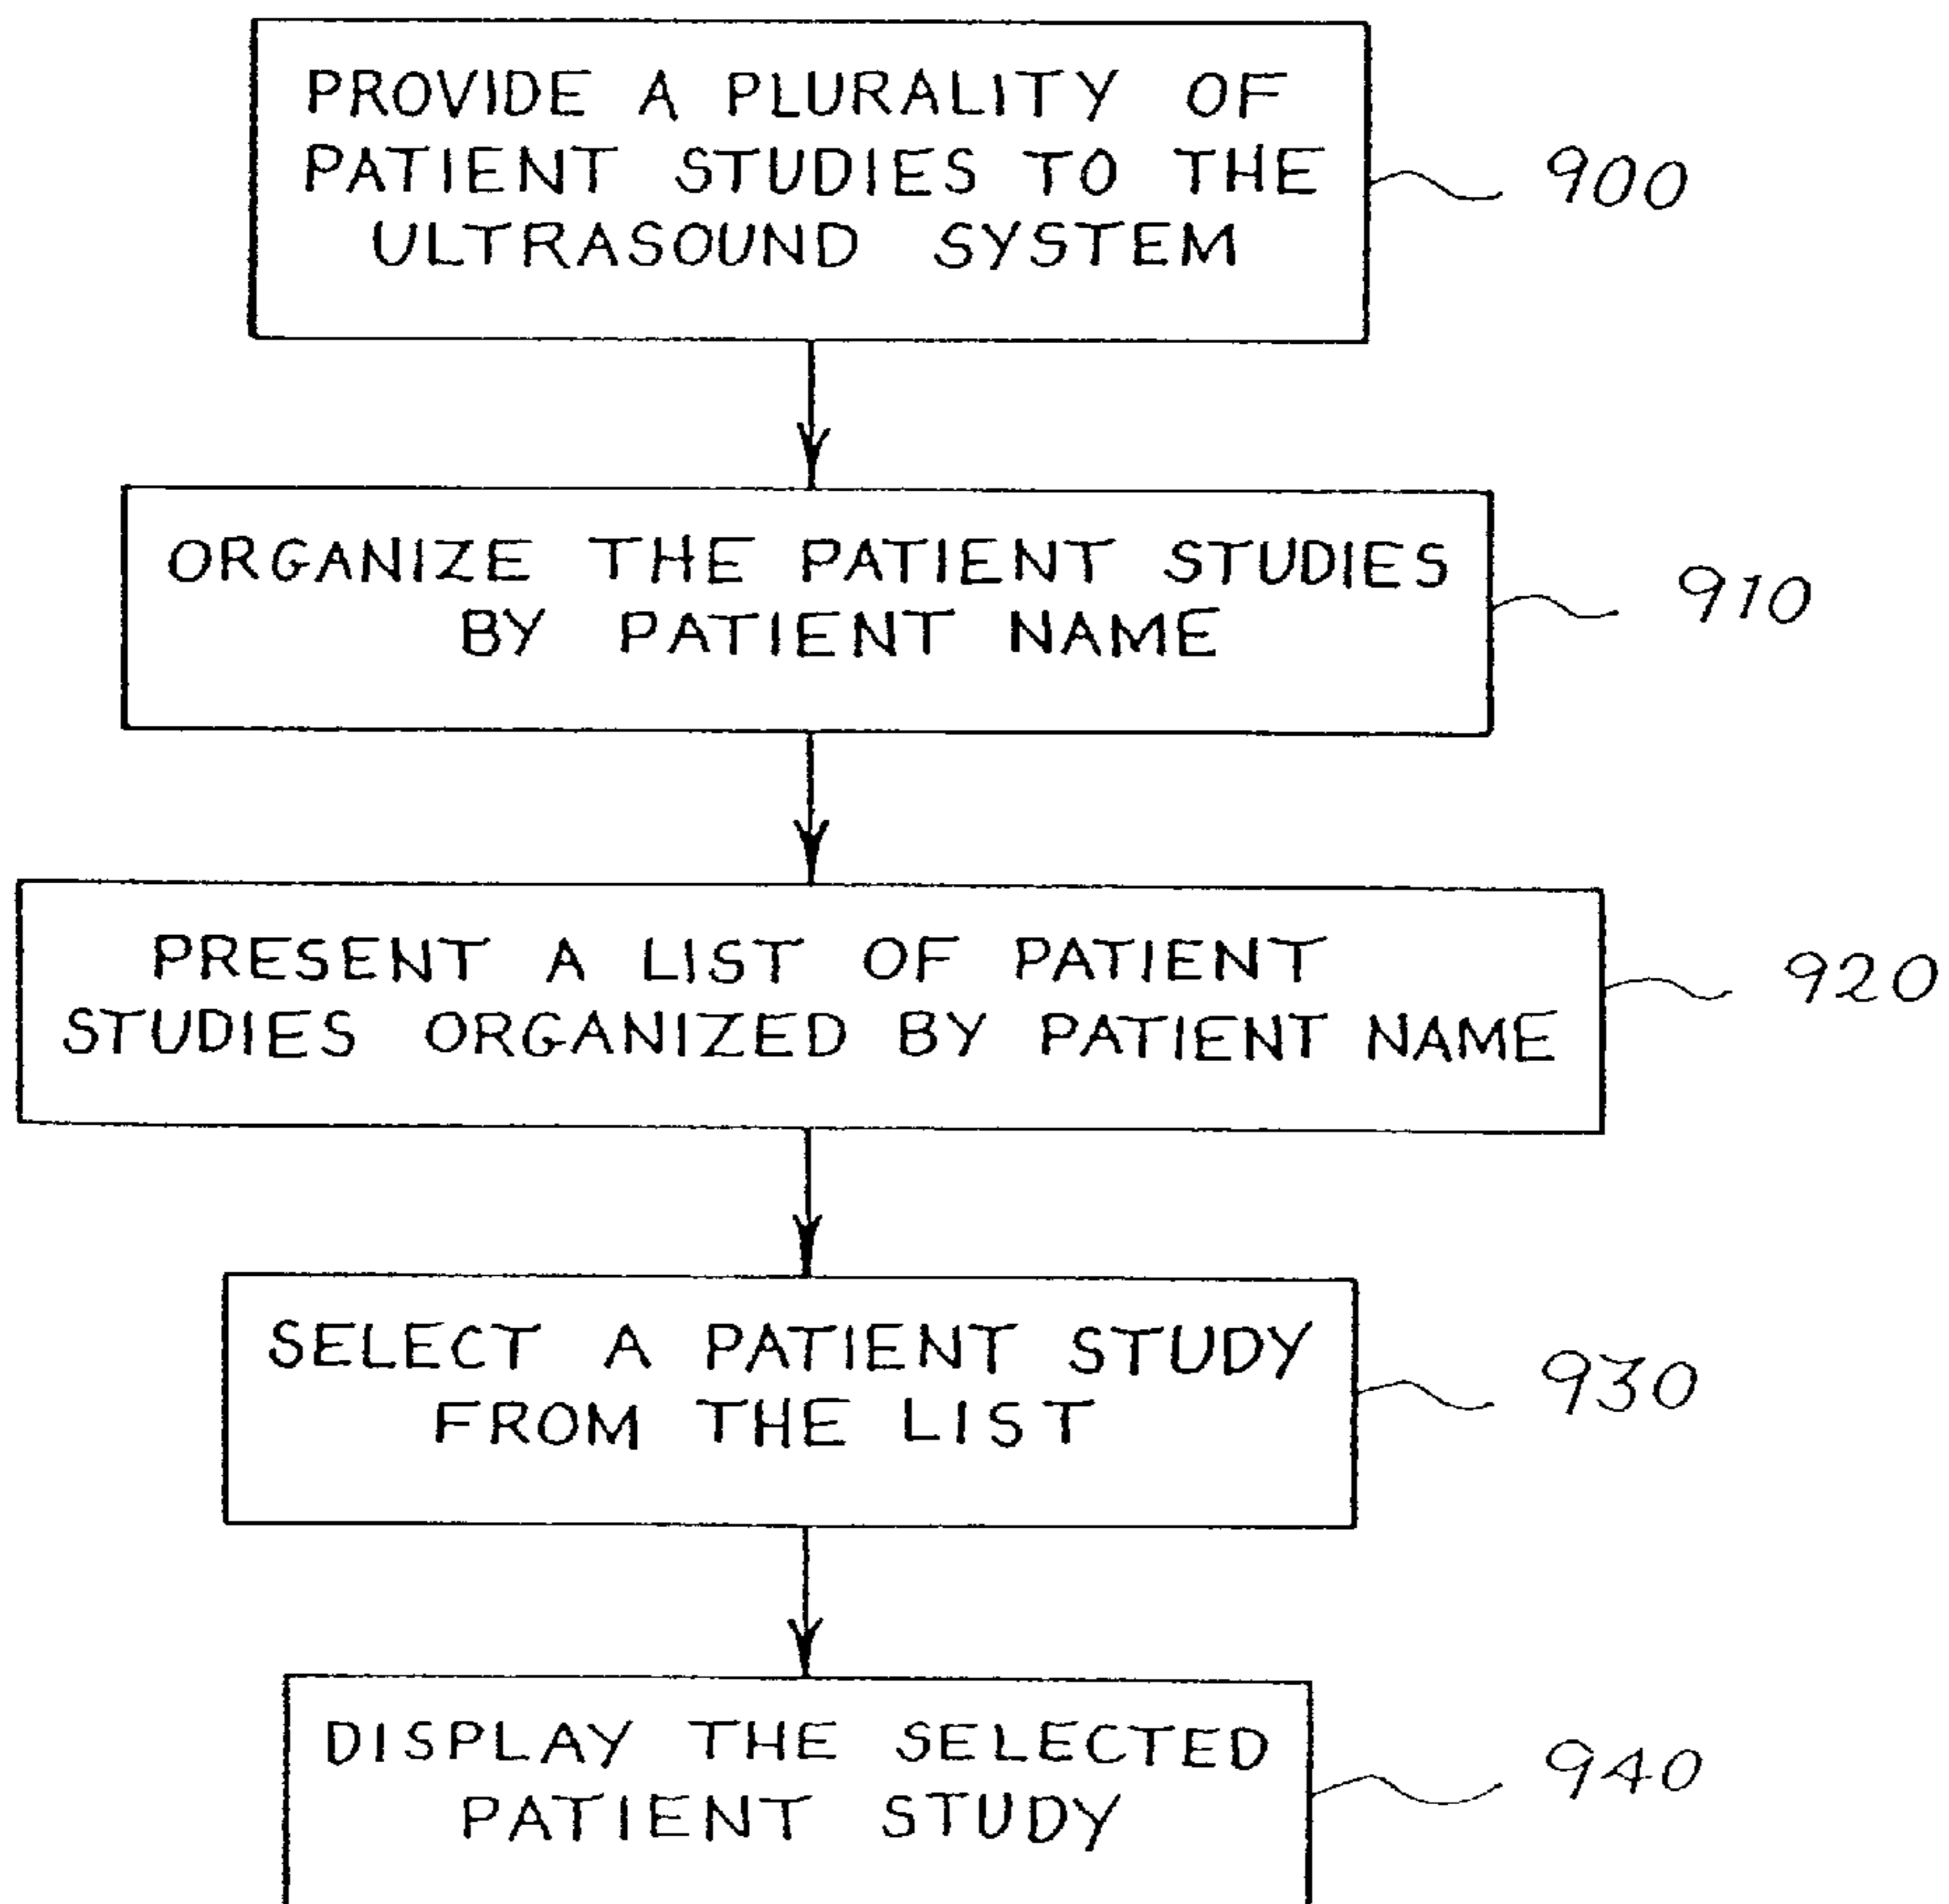 PROVIDE A PLURALITY OF
PATIENT STUDIES TO THE
ULTRASOUND SYSTEM
900
ORGANIZE THE PATIENT STUDIES
BY PATIENT NAME
910
PRESENT A LIST OF PATIENT
STUDIES ORGANIZED BY PATIENT NAME
920
SELECT A PATIENT STUDY
FROM THE LIST
930
DISPLAY THE SELECTED
PATIENT STUDY
940